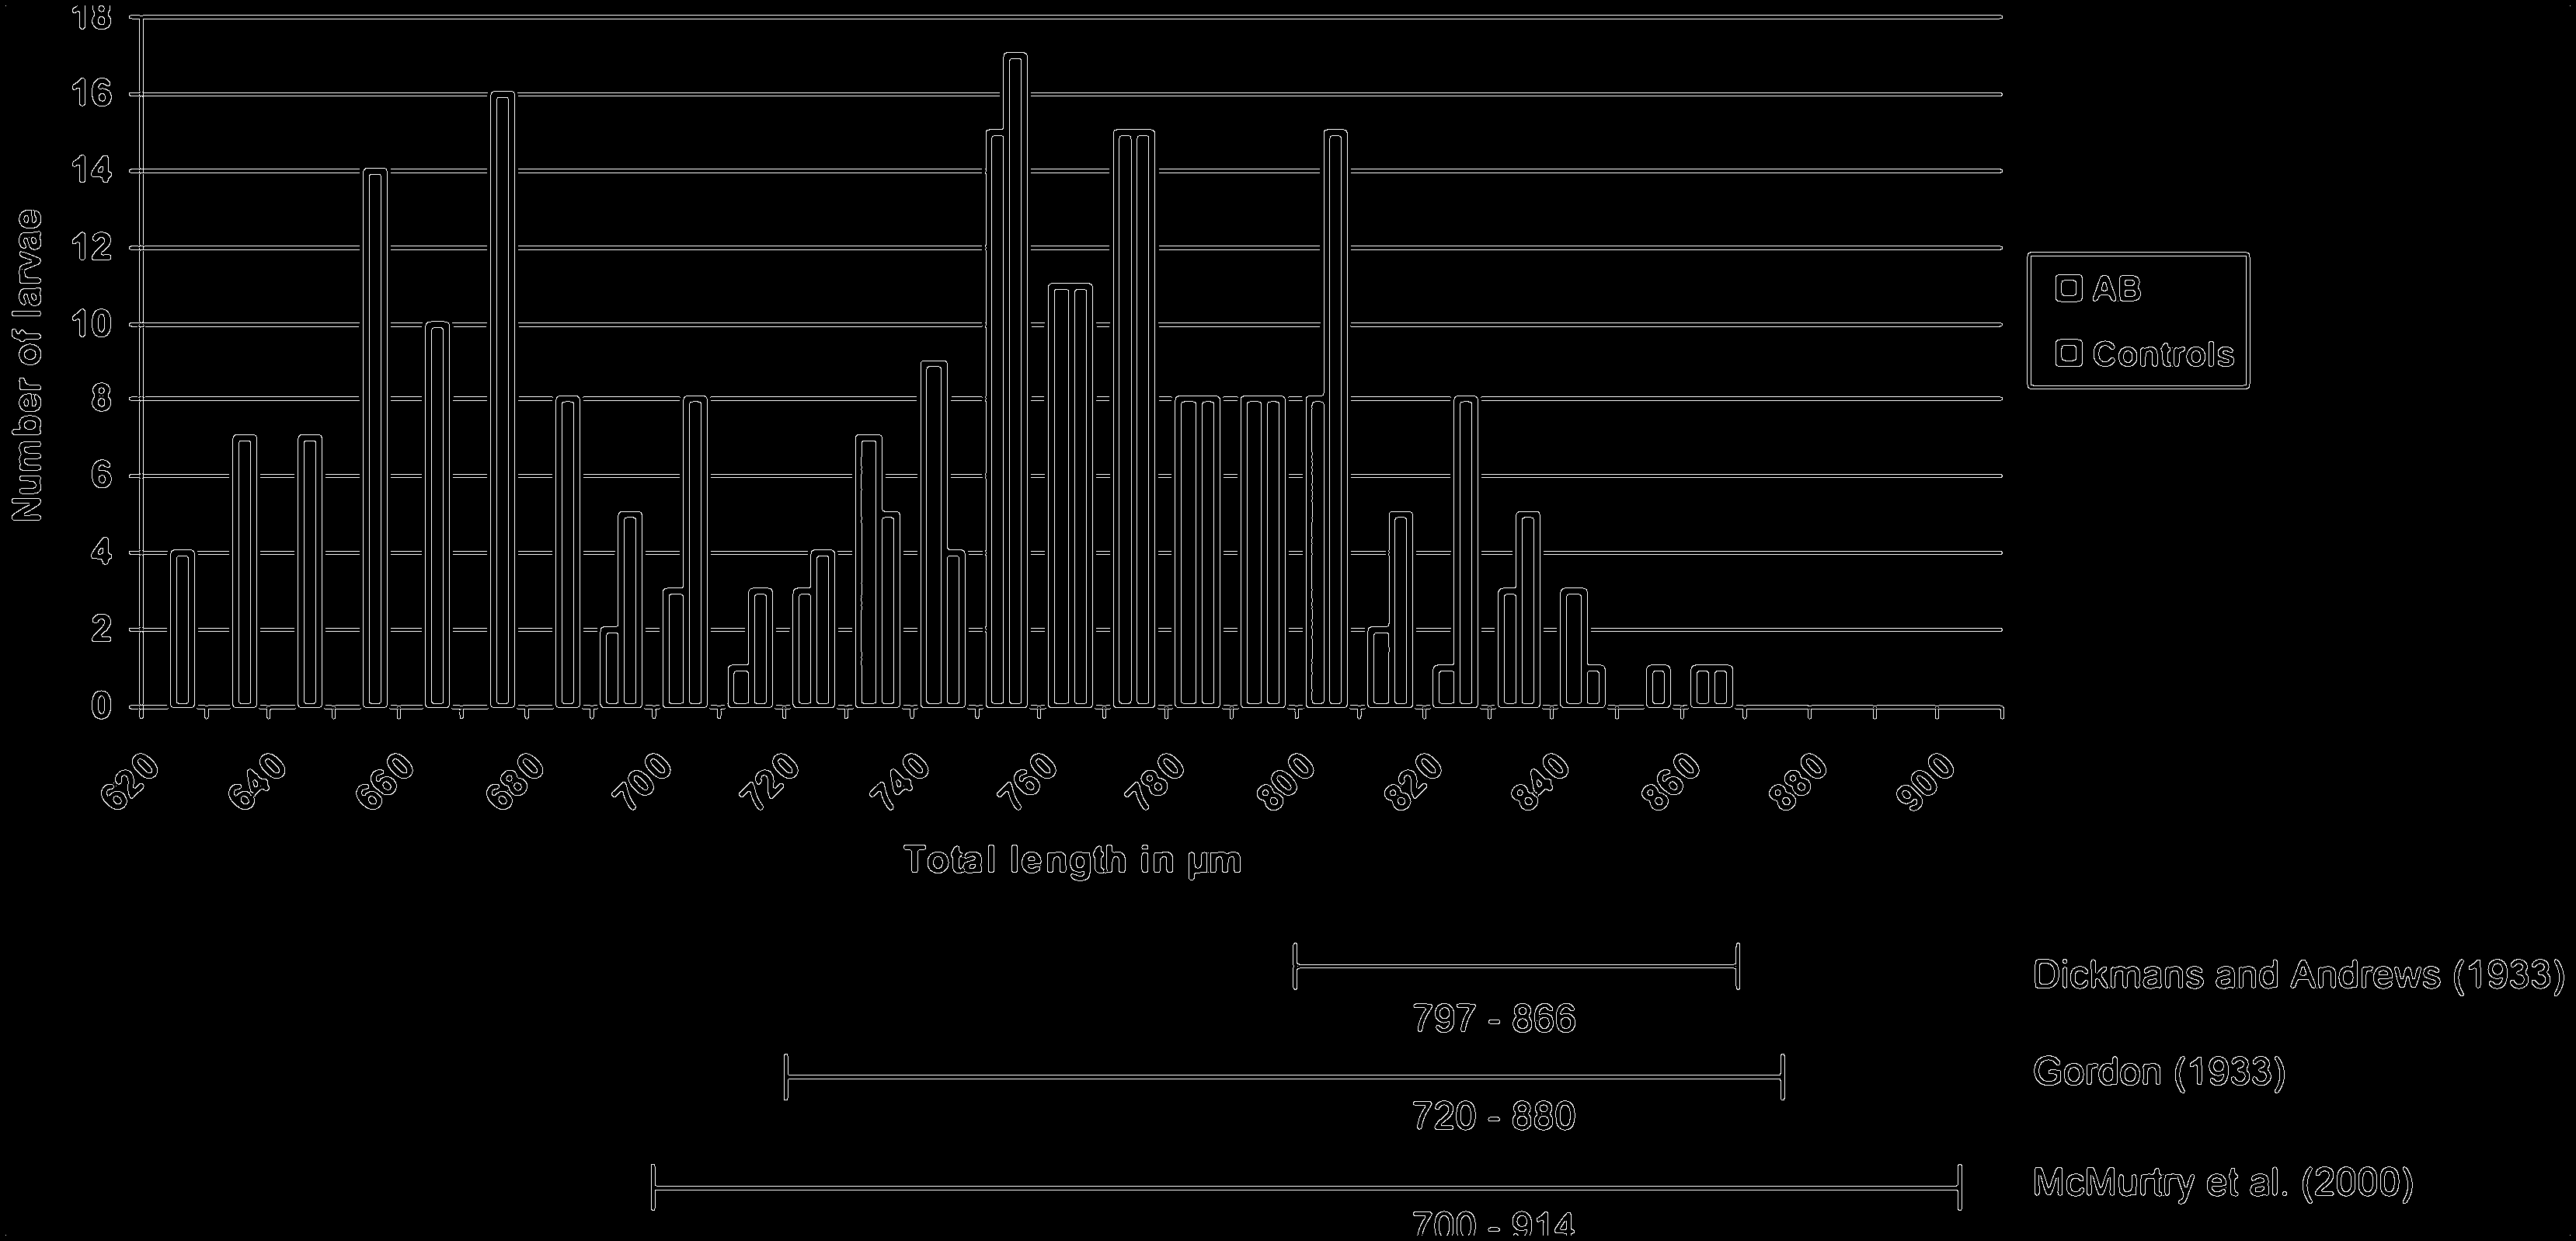 18
16
14
12
10
8
6
4
2
0
Number of larvae
AB
Controls
620 640 660 680 700 720 740 760 780 800 820 840 860 880 900
Total length in µm
Dickmans and Andrews (1933)
797 - 866
Gordon (1933)
720 - 880
McMurtry et al. (2000)
700 - 914